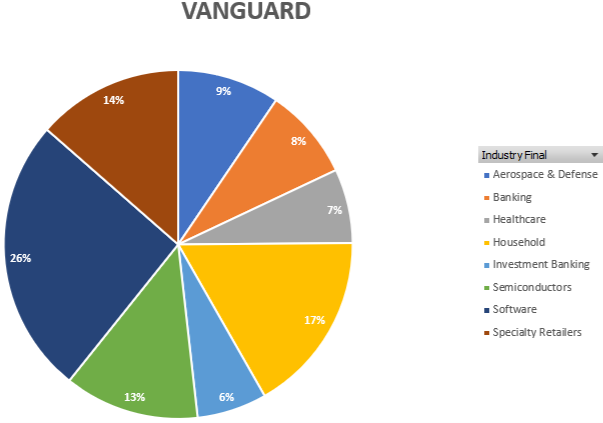 VANGUARD
9%
8%
7%
17%
6%
13%
26%
14%
Industry Final
Aerospace & Defense
Banking
Healthcare
Household
Investment Banking
Semiconductors
Software
Specialty Retailers